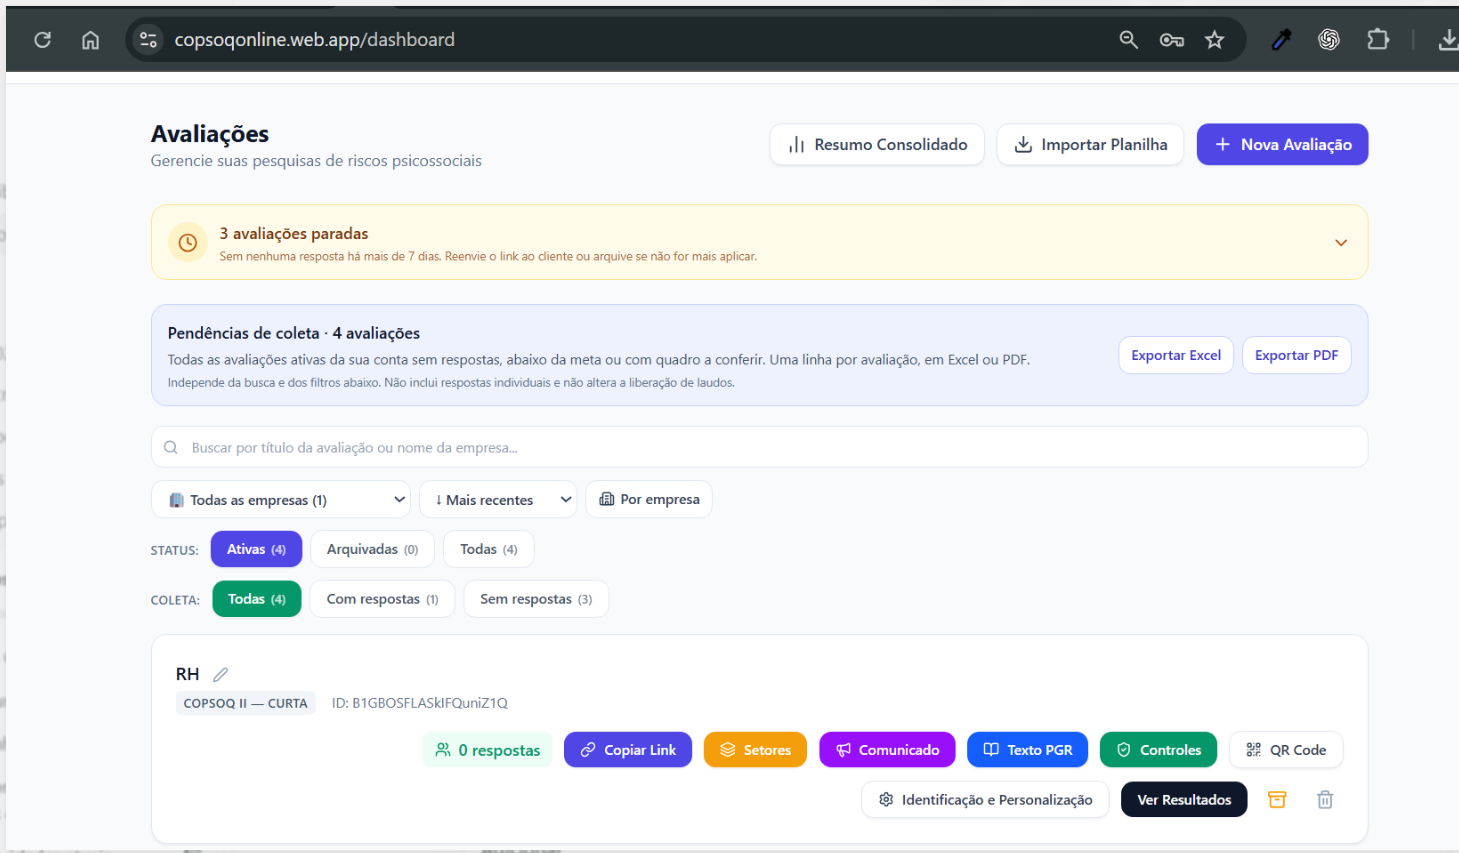 copsoqonline.web.app/dashboard
Avaliações
Gerencie suas pesquisas de riscos psicossociais
Resumo Consolidado
Importar Planilha
+ Nova Avaliação
3 avaliações paradas
Sem nenhuma resposta há mais de 7 dias. Reenvie o link ao cliente ou arquive se não for mais aplicar.
Pendências de coleta · 4 avaliações
Todas as avaliações ativas da sua conta sem respostas, abaixo da meta ou com quadro a conferir. Uma linha por avaliação, em Excel ou PDF.
Independe da busca e dos filtros abaixo. Não inclui respostas individuais e não altera a liberação de laudos.
Exportar Excel
Exportar PDF
Buscar por título da avaliação ou nome da empresa...
Todas as empresas (1)
↓ Mais recentes
Por empresa
STATUS:
Ativas (4)
Arquivadas (0)
Todas (4)
COLETA:
Todas (4)
Com respostas (1)
Sem respostas (3)
RH
COPSOQ II — CURTA
ID: B1GBOSFLASkIFQuniZ1Q
0 respostas
Copiar Link
Setores
Comunicado
Texto PGR
Controles
QR Code
Identificação e Personalização
Ver Resultados